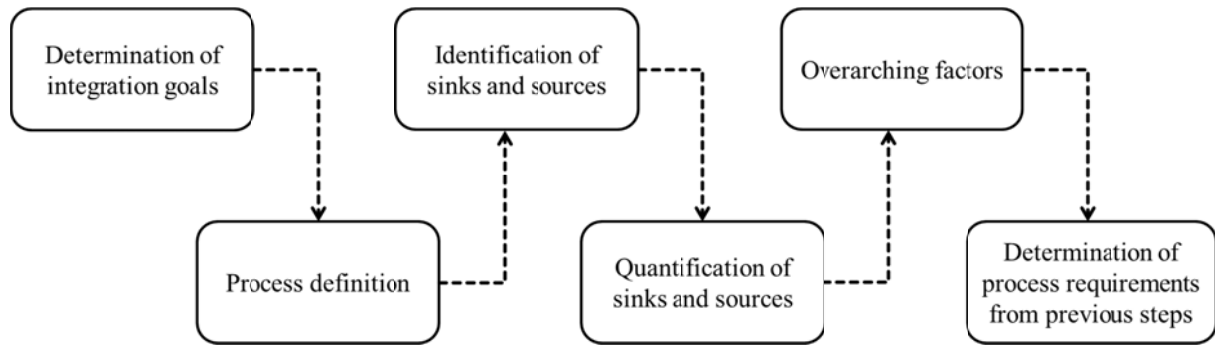 Determination of
integration goals
Process definition
Identification of
sinks and sources
Quantification of
sinks and sources
Overarching factors
Determination of
process requirements
from previous steps